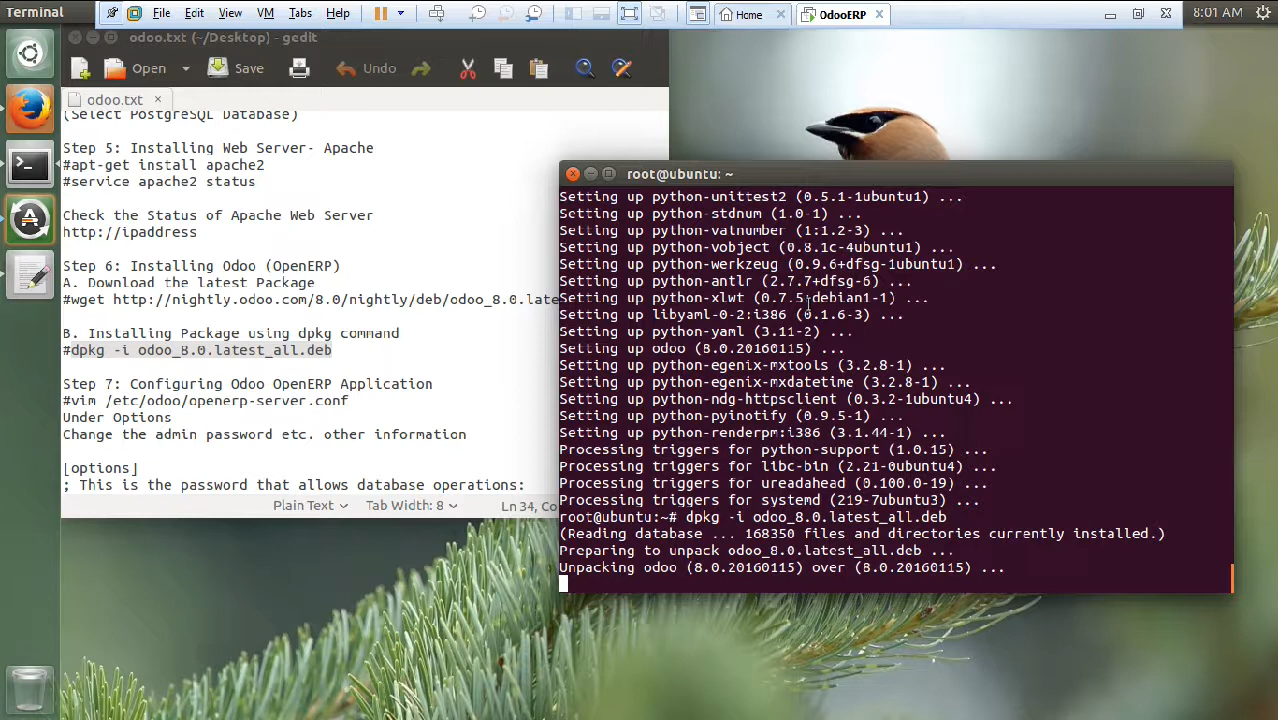 Terminal
File Edit View VM Tabs Help
Home
OdooERP
8:01 AM
odoo.txt (~/Desktop) - gedit
Open Save Undo
odoo.txt
(Select PostgreSQL Database)
Step 5: Installing Web Server- Apache
#apt-get install apache2
#service apache2 status
Check the Status of Apache Web Server
http://ipaddress
Step 6: Installing Odoo (OpenERP)
A. Download the latest Package
#wget http://nightly.odoo.com/8.0/nightly/deb/odoo_8.0.late
B. Installing Package using dpkg command
#dpkg -i odoo_8.0.latest_all.deb
Step 7: Configuring Odoo OpenERP Application
#vim /etc/odoo/openerp-server.conf
Under Options
Change the admin password etc. other information
[options]
; This is the password that allows database operations:
Plain Text Tab Width: 8 Ln 34, Co
root@ubuntu: ~
Setting up python-unittest2 (0.5.1-1ubuntu1) ...
Setting up python-stdnum (1.0-1) ...
Setting up python-vatnumber (1:1.2-3) ...
Setting up python-vobject (0.8.1c-4ubuntu1) ...
Setting up python-werkzeug (0.9.6+dfsg-1ubuntu1) ...
Setting up python-antlr (2.7.7+dfsg-6) ...
Setting up python-xlwt (0.7.5+debian1-1) ...
Setting up libyaml-0-2:i386 (0.1.6-3) ...
Setting up python-yaml (3.11-2) ...
Setting up odoo (8.0.20160115) ...
Setting up python-egenix-mxtools (3.2.8-1) ...
Setting up python-egenix-mxdatetime (3.2.8-1) ...
Setting up python-ndg-httpsclient (0.3.2-1ubuntu4) ...
Setting up python-pyinotify (0.9.5-1) ...
Setting up python-renderpm:i386 (3.1.44-1) ...
Processing triggers for python-support (1.0.15) ...
Processing triggers for libc-bin (2.21-0ubuntu4) ...
Processing triggers for ureadahead (0.100.0-19) ...
Processing triggers for systemd (219-7ubuntu3) ...
root@ubuntu:~# dpkg -i odoo_8.0.latest_all.deb
(Reading database ... 168350 files and directories currently installed.)
Preparing to unpack odoo_8.0.latest_all.deb ...
Unpacking odoo (8.0.20160115) over (8.0.20160115) ...